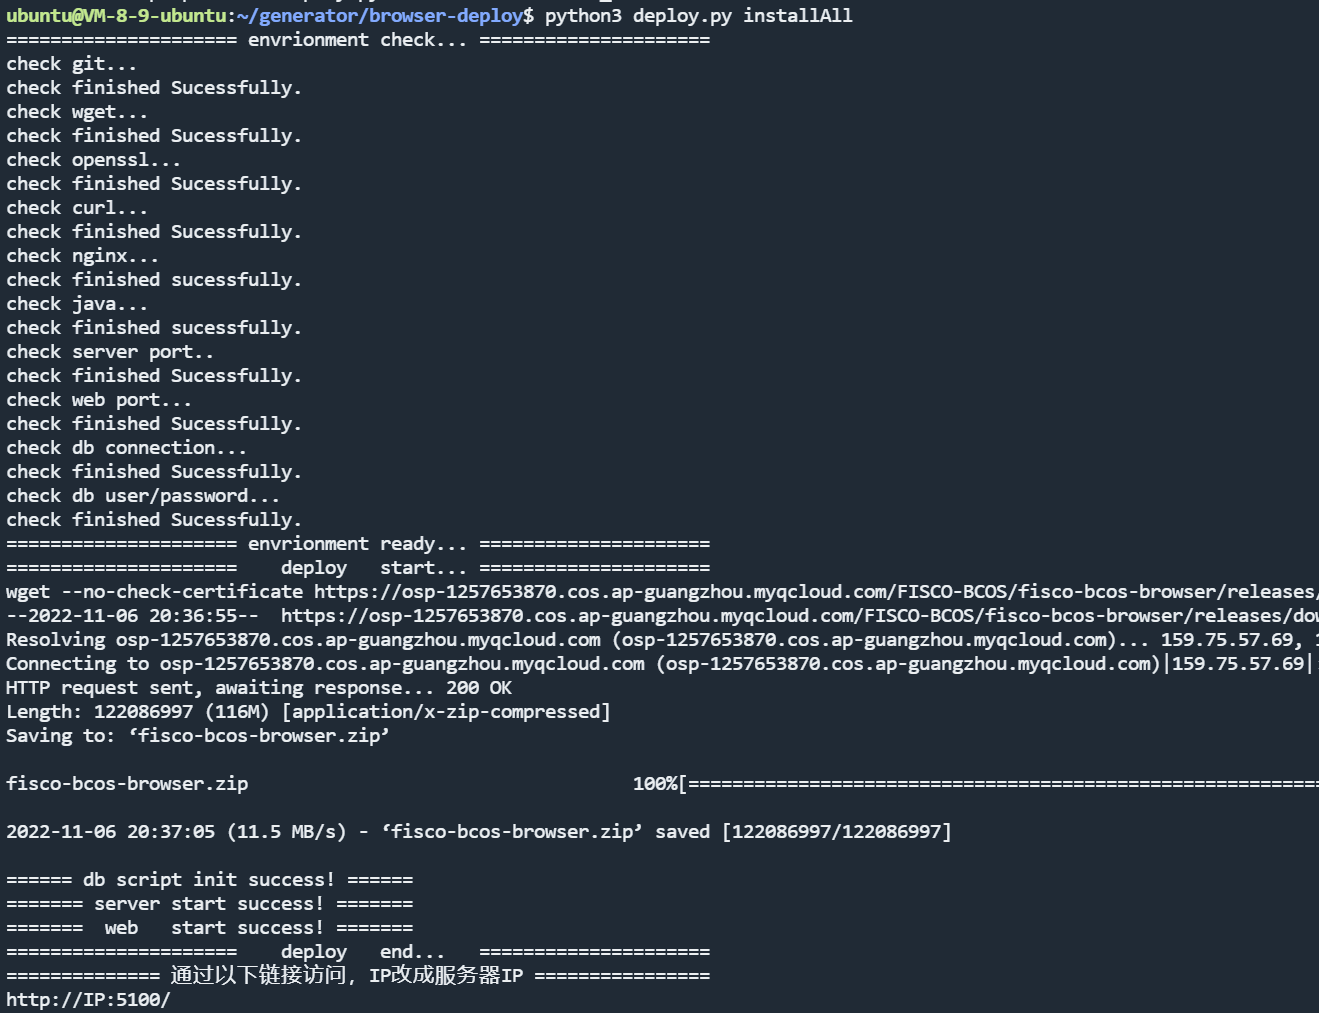 ubuntu@VM-8-9-ubuntu:~/generator/browser-deploy$ python3 deploy.py installAll
===================== envrionment check... =====================
check git...
check finished Sucessfully.
check wget...
check finished Sucessfully.
check openssl...
check finished Sucessfully.
check curl...
check finished Sucessfully.
check nginx...
check finished sucessfully.
check java...
check finished sucessfully.
check server port..
check finished Sucessfully.
check web port...
check finished Sucessfully.
check db connection...
check finished Sucessfully.
check db user/password...
check finished Sucessfully.
===================== envrionment ready... =====================
=====================    deploy   start... =====================
wget --no-check-certificate https://osp-1257653870.cos.ap-guangzhou.myqcloud.com/FISCO-BCOS/fisco-bcos-browser/releases/
--2022-11-06 20:36:55--  https://osp-1257653870.cos.ap-guangzhou.myqcloud.com/FISCO-BCOS/fisco-bcos-browser/releases/dow
Resolving osp-1257653870.cos.ap-guangzhou.myqcloud.com (osp-1257653870.cos.ap-guangzhou.myqcloud.com)... 159.75.57.69, 1
Connecting to osp-1257653870.cos.ap-guangzhou.myqcloud.com (osp-1257653870.cos.ap-guangzhou.myqcloud.com)|159.75.57.69|
HTTP request sent, awaiting response... 200 OK
Length: 122086997 (116M) [application/x-zip-compressed]
Saving to: ‘fisco-bcos-browser.zip’
fisco-bcos-browser.zip                                   100%[==========================================================
2022-11-06 20:37:05 (11.5 MB/s) - ‘fisco-bcos-browser.zip’ saved [122086997/122086997]
====== db script init success! ======
======= server start success! =======
=======  web   start success! =======
=====================    deploy   end...   =====================
============== 通过以下链接访问，IP改成服务器IP ================
http://IP:5100/